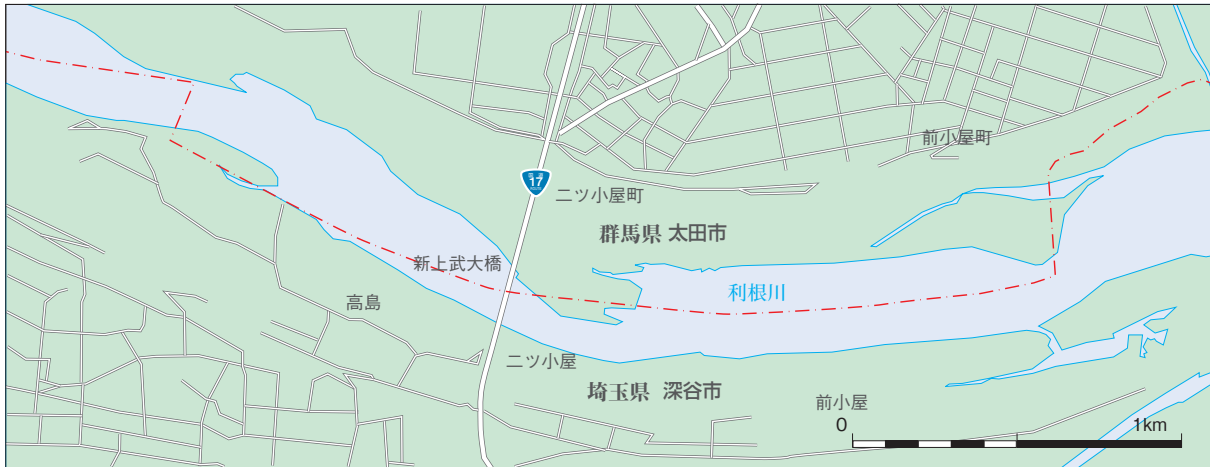 前小屋町
17
二ツ小屋町
群馬県 太田市
新上武大橋
利根川
高島
二ツ小屋
埼玉県 深谷市
前小屋
0 1km